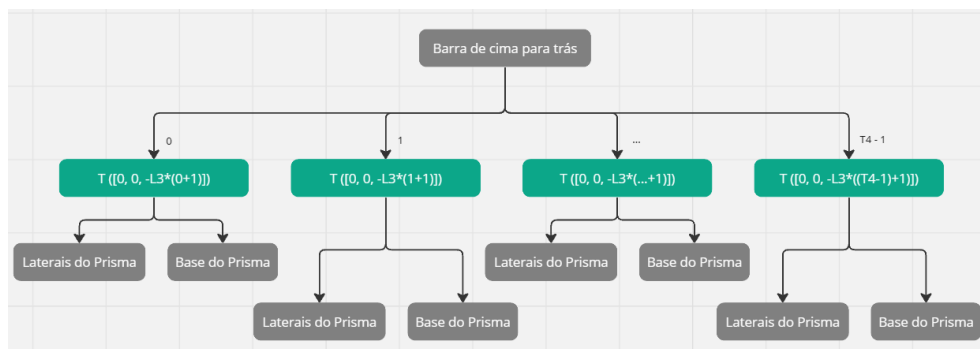 Barra de cima para trás
0
1
...
T4 - 1
T ([0, 0, -L3*(0+1)])
T ([0, 0, -L3*(1+1)])
T ([0, 0, -L3*(...+1)])
T ([0, 0, -L3*((T4-1)+1)])
Laterais do Prisma
Base do Prisma
Laterais do Prisma
Base do Prisma
Laterais do Prisma
Base do Prisma
Laterais do Prisma
Base do Prisma